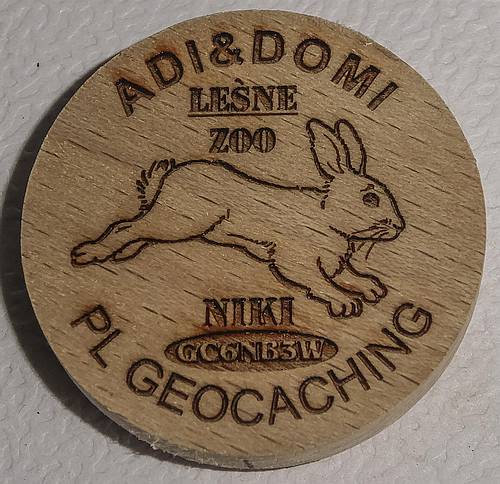 ADI&DOMI
LEŚNE
ZOO
NIKI
GC6NB3W
PL GEOCACHING